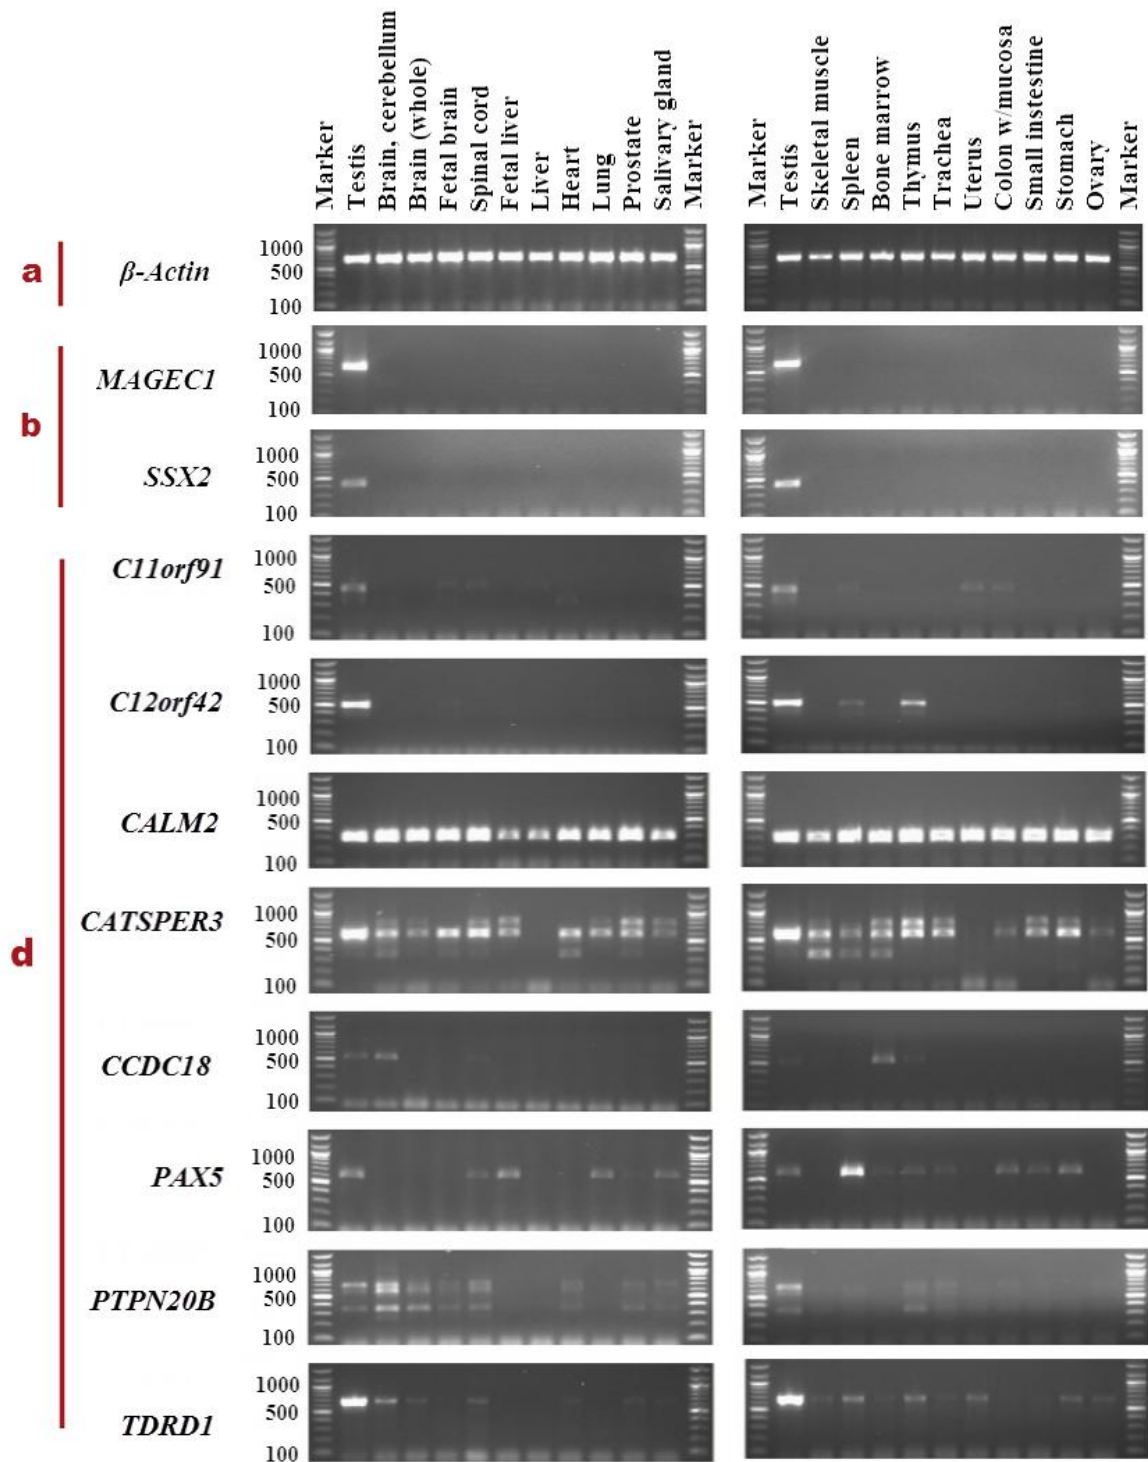 Marker Testis Brain, cerebellum Brain (whole) Fetal brain Spinal cord Fetal liver Liver Heart Lung Prostate Salivary gland Marker
Marker Testis Skeletal muscle Spleen Bone marrow Thymus Trachea Uterus Colon w/mucosa Small instestine Stomach Ovary Marker
a
β-Actin
1000
500
100
b
MAGEC1
1000
500
100
SSX2
1000
500
100
d
C11orf91
1000
500
100
C12orf42
1000
500
100
CALM2
1000
500
100
CATSPER3
1000
500
100
CCDC18
1000
500
100
PAX5
1000
500
100
PTPN20B
1000
500
100
TDRD1
1000
500
100